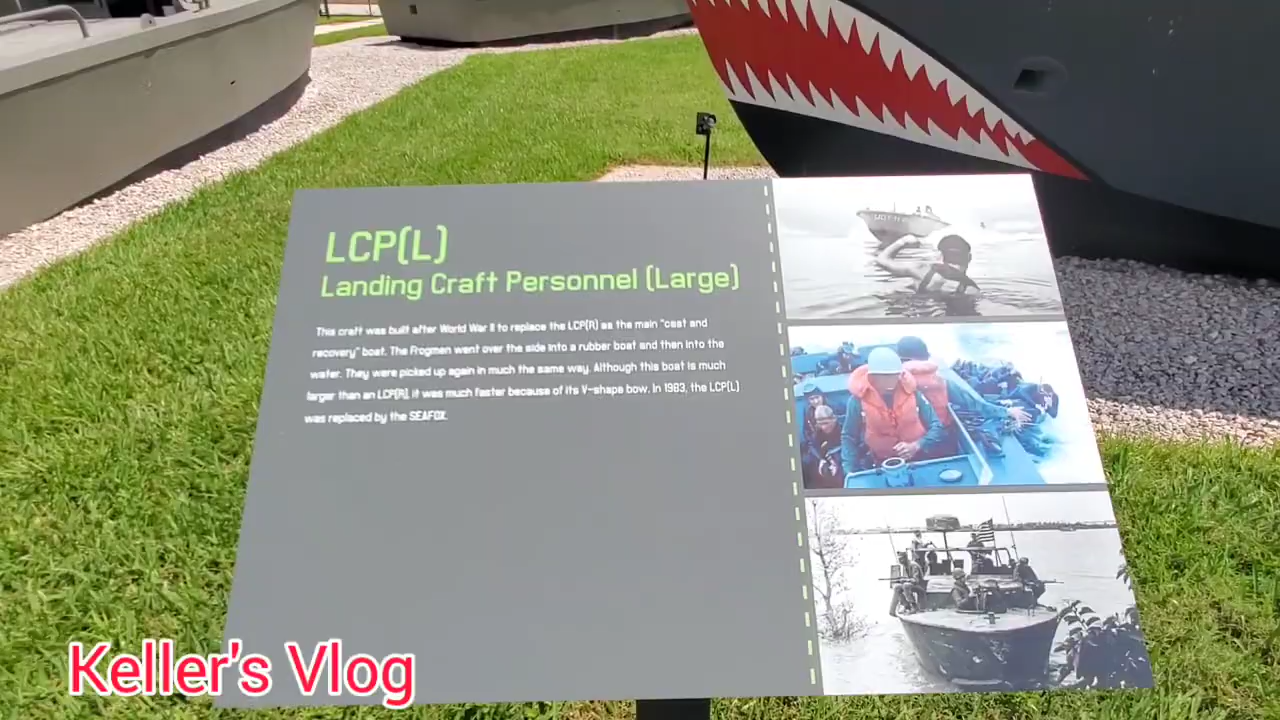 LCP(L)
Landing Craft Personnel (Large)
This craft was built after World War II to replace the LCP(R) as the main "cast and
recovery" boat. The Frogmen went over the side into a rubber boat and then into the
water. They were picked up again in much the same way. Although this boat is much
larger than an LCP(R), it was much faster because of its V-shape bow. In 1983, the LCP(L)
was replaced by the SEAFOX.
Keller's Vlog